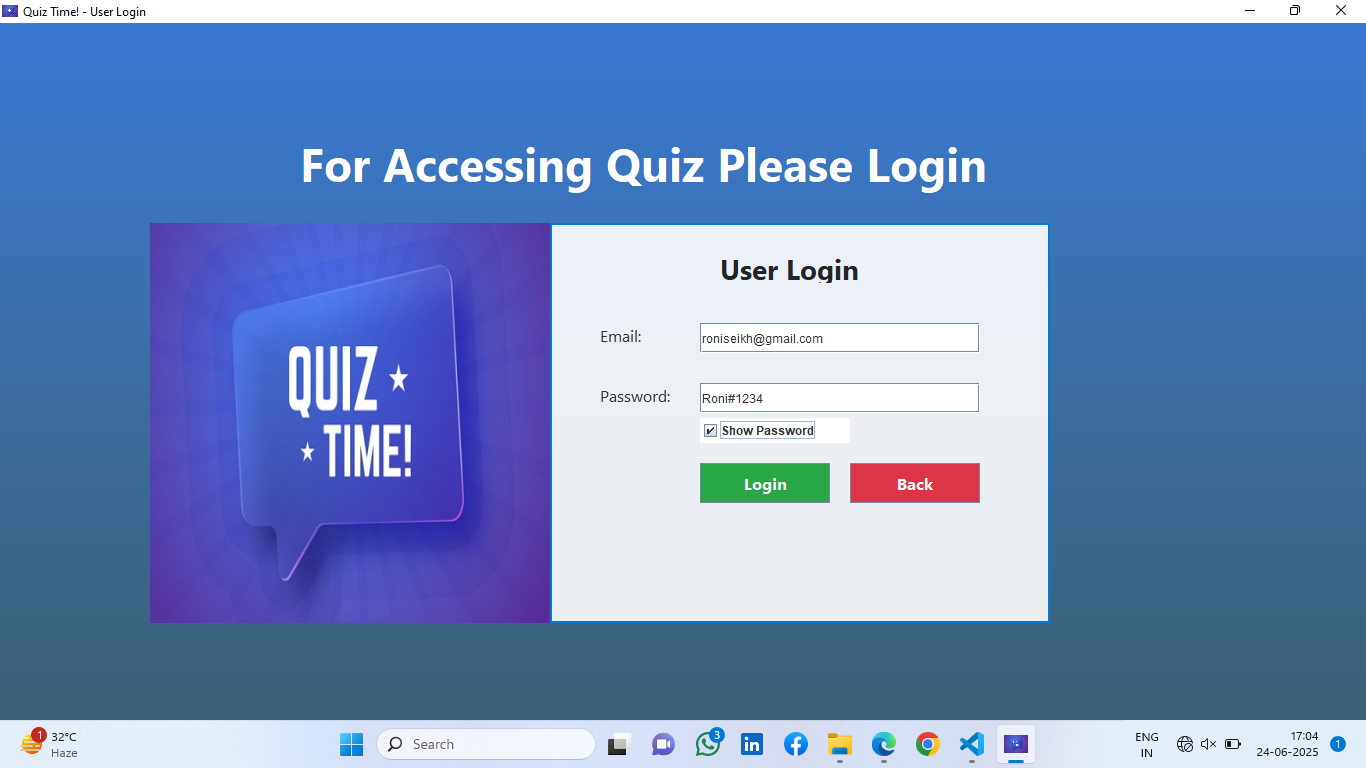 Quiz Time! - User Login
For Accessing Quiz Please Login
QUIZ
TIME!
User Login
Email:
roniseikh@gmail.com
Password:
Roni#1234
Show Password
Login
Back
1
32°C
Haze
Search
3
ENG
IN
17:04
24-06-2025
1